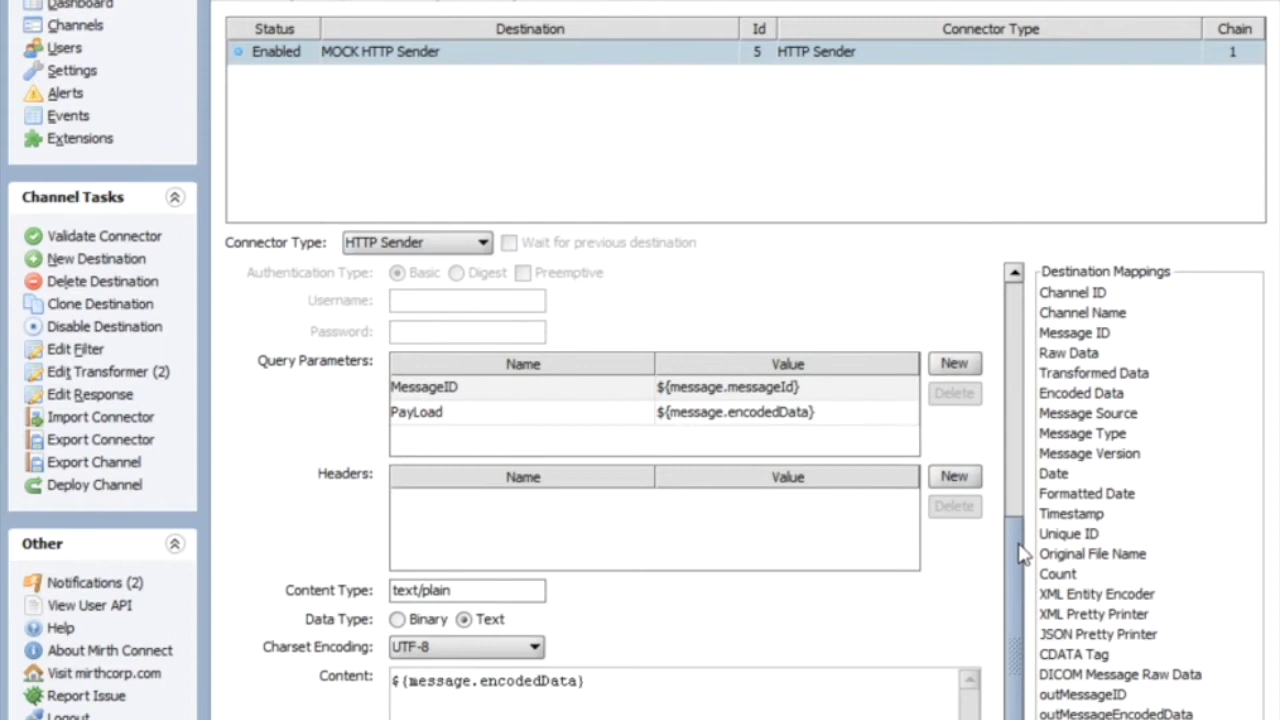 Dashboard
Channels
Users
Settings
Alerts
Events
Extensions
Channel Tasks
Validate Connector
New Destination
Delete Destination
Clone Destination
Disable Destination
Edit Filter
Edit Transformer (2)
Edit Response
Import Connector
Export Connector
Export Channel
Deploy Channel
Other
Notifications (2)
View User API
Help
About Mirth Connect
Visit mirthcorp.com
Report Issue
Logout
Status Destination Id Connector Type Chain
Enabled MOCK HTTP Sender 5 HTTP Sender 1
Connector Type: HTTP Sender Wait for previous destination
Authentication Type: Basic Digest Preemptive
Username:
Password:
Query Parameters: Name Value New
MessageID ${message.messageId} Delete
PayLoad ${message.encodedData}
Headers: Name Value New
Delete
Content Type: text/plain
Data Type: Binary Text
Charset Encoding: UTF-8
Content: ${message.encodedData}
Destination Mappings
Channel ID
Channel Name
Message ID
Raw Data
Transformed Data
Encoded Data
Message Source
Message Type
Message Version
Date
Formatted Date
Timestamp
Unique ID
Original File Name
Count
XML Entity Encoder
XML Pretty Printer
JSON Pretty Printer
CDATA Tag
DICOM Message Raw Data
outMessageID
outMessageEncodedData